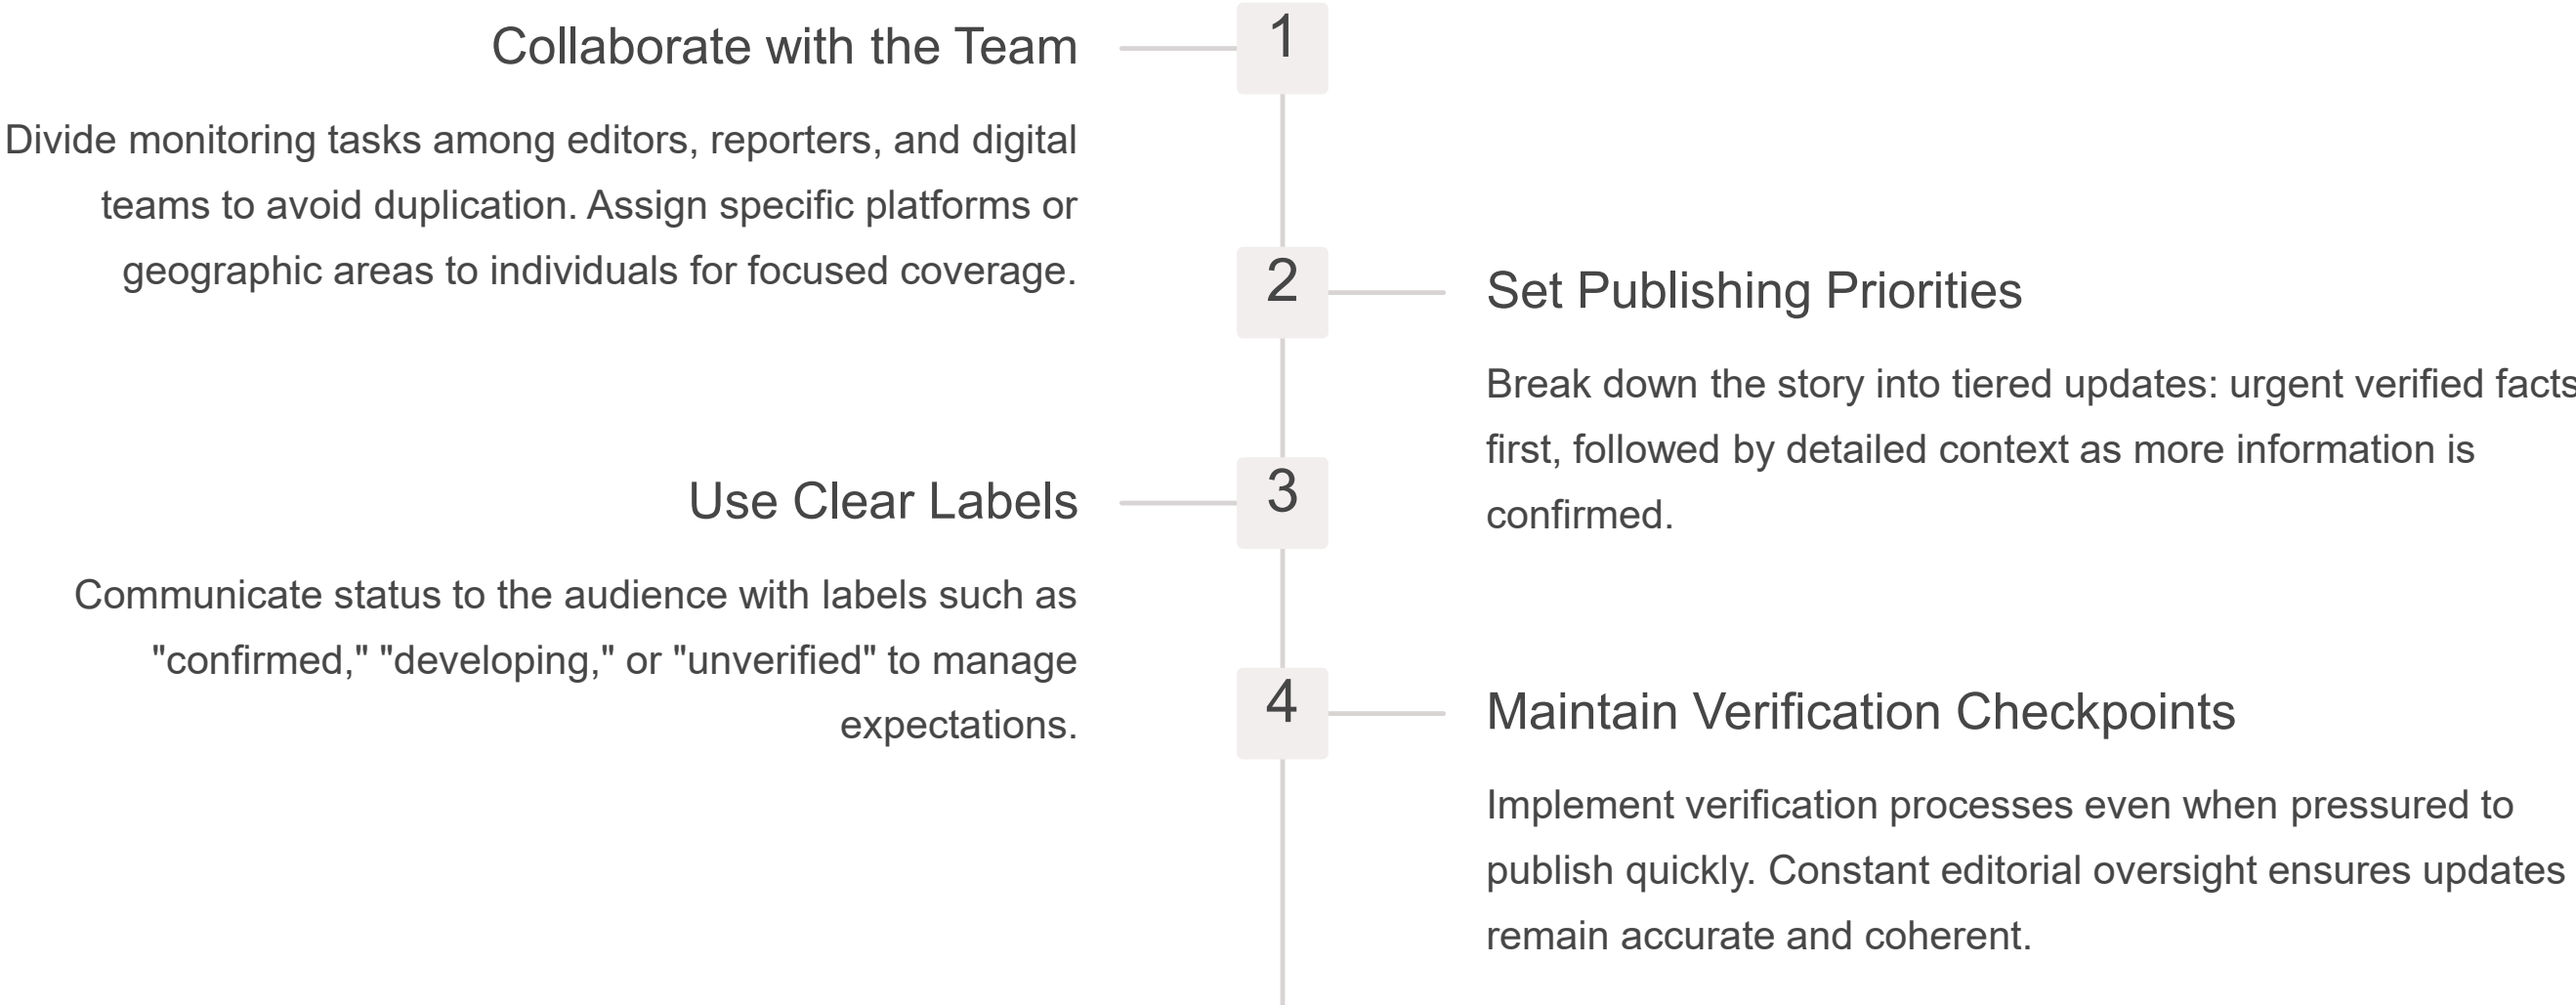 1
Collaborate with the Team
Divide monitoring tasks among editors, reporters, and digital
teams to avoid duplication. Assign specific platforms or
geographic areas to individuals for focused coverage.
2
Set Publishing Priorities
Break down the story into tiered updates: urgent verified facts
first, followed by detailed context as more information is
confirmed.
3
Use Clear Labels
Communicate status to the audience with labels such as
"confirmed," "developing," or "unverified" to manage
expectations.
4
Maintain Verification Checkpoints
Implement verification processes even when pressured to
publish quickly. Constant editorial oversight ensures updates
remain accurate and coherent.